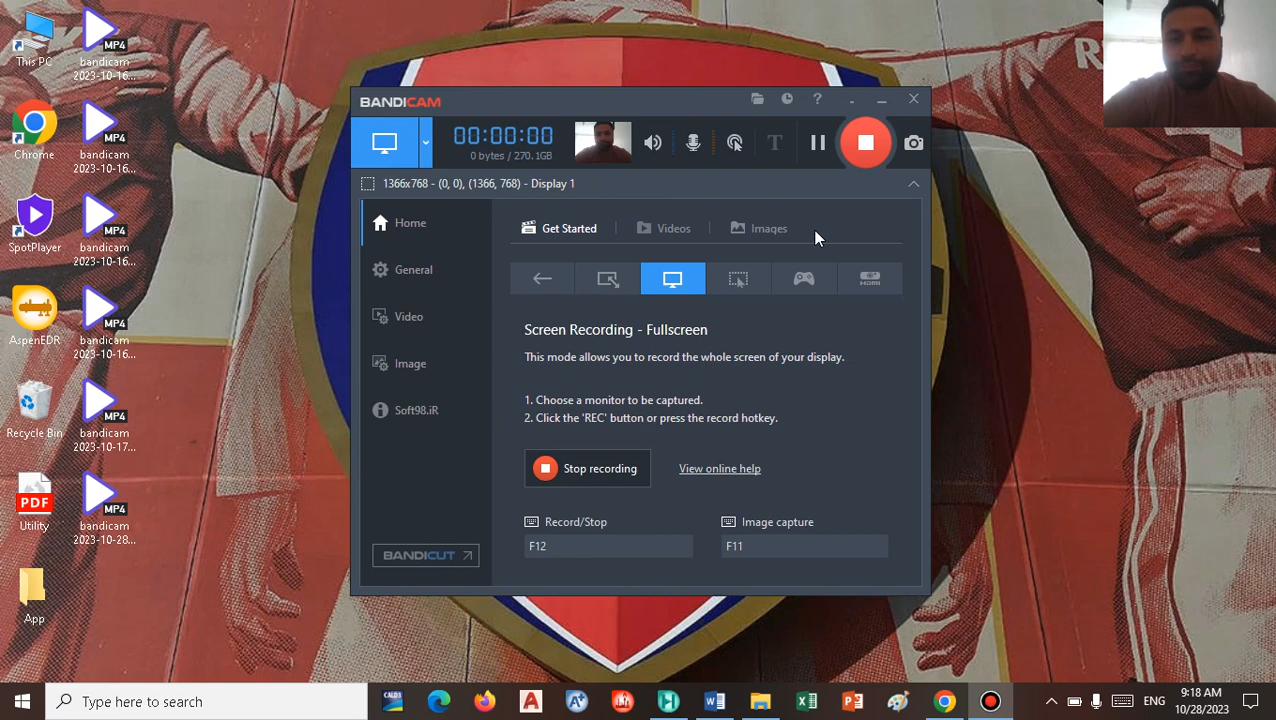 This PC
MP4
bandicam
2023-10-16...
Chrome
MP4
bandicam
2023-10-16...
SpotPlayer
MP4
bandicam
2023-10-16...
AspenEDR
MP4
bandicam
2023-10-16...
Recycle Bin
MP4
bandicam
2023-10-17...
PDF
Utility
MP4
bandicam
2023-10-28...
App
BANDICAM
?
00:00:00
0 bytes / 270.1GB
T
1366x768 - (0, 0), (1366, 768) - Display 1
Home
General
Video
Image
Soft98.iR
BANDICUT
Get Started
Videos
Images
HDMI
Screen Recording - Fullscreen
This mode allows you to record the whole screen of your display.
1. Choose a monitor to be captured.
2. Click the 'REC' button or press the record hotkey.
Stop recording
View online help
Record/Stop
Image capture
F12
F11
Type here to search
CALD3
ENG
9:18 AM
10/28/2023